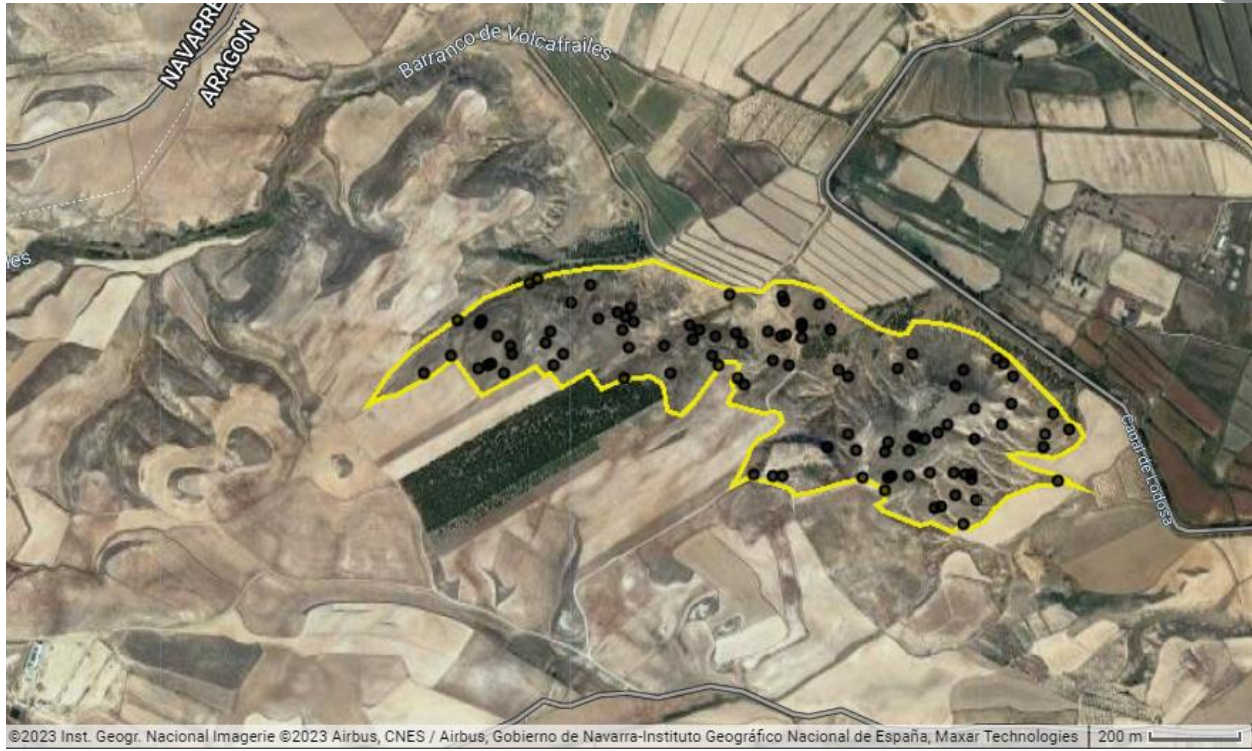 NAVARRE
ARAGON
Barranco de Volcafrailes
les
Canal de Lodosa
©2023 Inst. Geogr. Nacional Imagerie ©2023 Airbus, CNES / Airbus, Gobierno de Navarra-Instituto Geográfico Nacional de España, Maxar Technologies
200 m